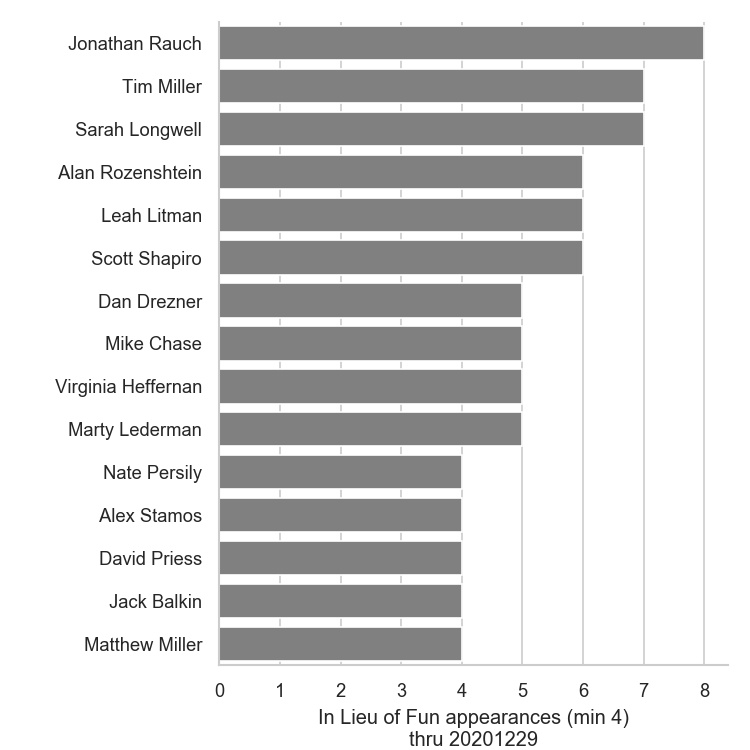 Jonathan Rauch
Tim Miller
Sarah Longwell
Alan Rozenshtein
Leah Litman
Scott Shapiro
Dan Drezner
Mike Chase
Virginia Heffernan
Marty Lederman
Nate Persily
Alex Stamos
David Priess
Jack Balkin
Matthew Miller
0 1 2 3 4 5 6 7 8
In Lieu of Fun appearances (min 4)
thru 20201229